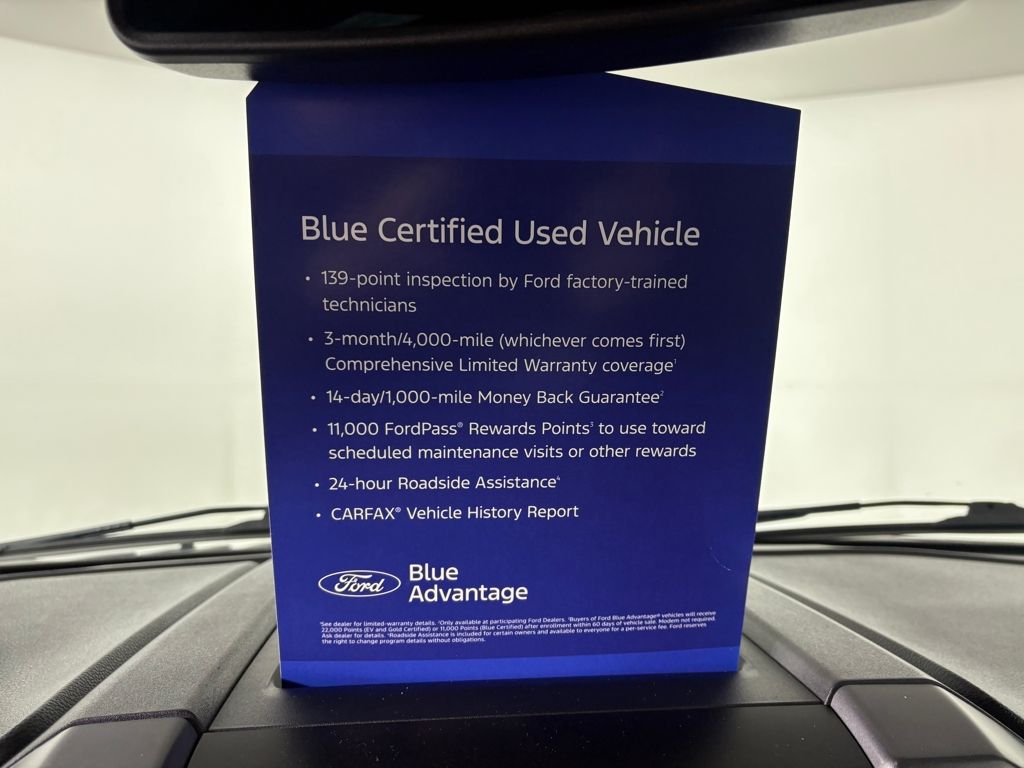 Blue Certified Used Vehicle
• 139-point inspection by Ford factory-trained
technicians
• 3-month/4,000-mile (whichever comes first)
Comprehensive Limited Warranty coverage¹
• 14-day/1,000-mile Money Back Guarantee²
• 11,000 FordPass® Rewards Points³ to use toward
scheduled maintenance visits or other rewards
• 24-hour Roadside Assistance⁴
• CARFAX® Vehicle History Report
Ford
Blue
Advantage
¹See dealer for limited-warranty details. ²Only available at participating Ford Dealers. ³Buyers of Ford Blue Advantage® vehicles will receive
22,000 Points (EV and Gold Certified) or 11,000 Points (Blue Certified) after enrollment within 60 days of vehicle sale. Modem not required.
Ask dealer for details. ⁴Roadside Assistance is included for certain owners and available to everyone for a per-service fee. Ford reserves
the right to change program details without obligations.